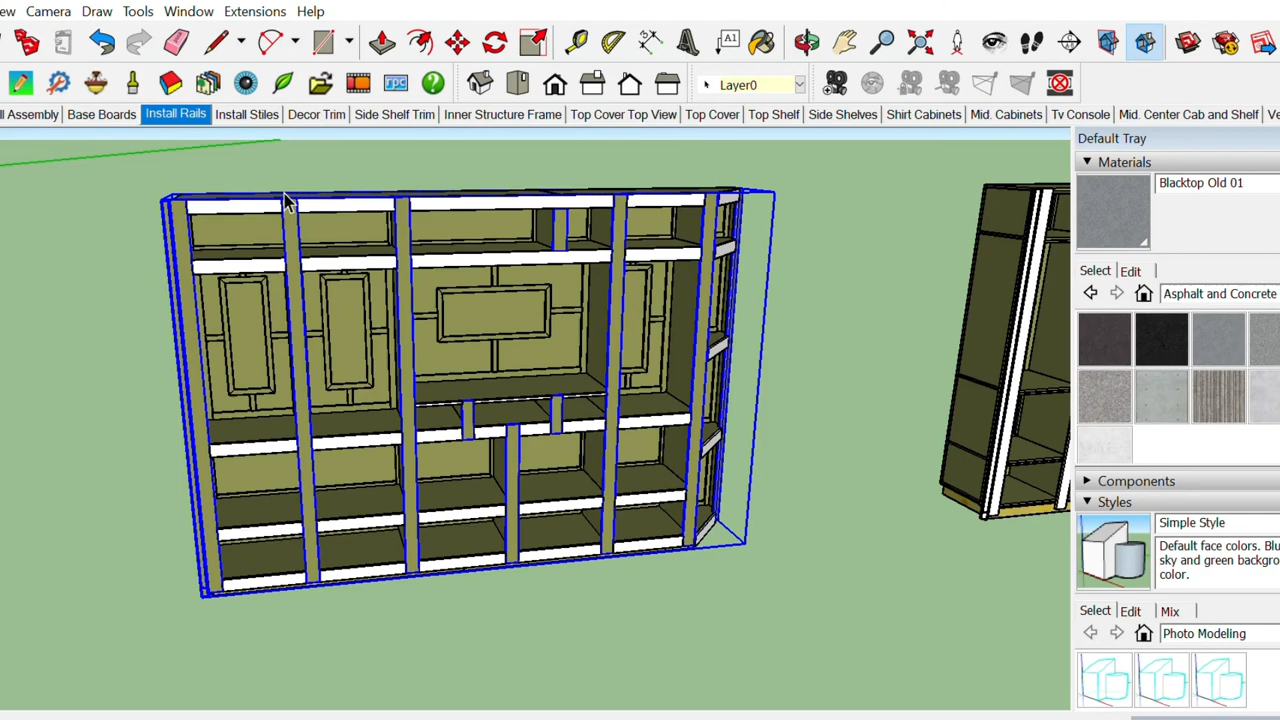 ew Camera Draw Tools Window Extensions Help
A1
rpc ? Layer0
ll Assembly Base Boards Install Rails Install Stiles Decor Trim Side Shelf Trim Inner Structure Frame Top Cover Top View Top Cover Top Shelf Side Shelves Shirt Cabinets Mid. Cabinets Tv Console Mid. Center Cab and Shelf Ve
Default Tray
Materials
Blacktop Old 01
Select Edit
Asphalt and Concrete
Components
Styles
Simple Style
Default face colors. Blu
sky and green backgro
color.
Select Edit Mix
Photo Modeling